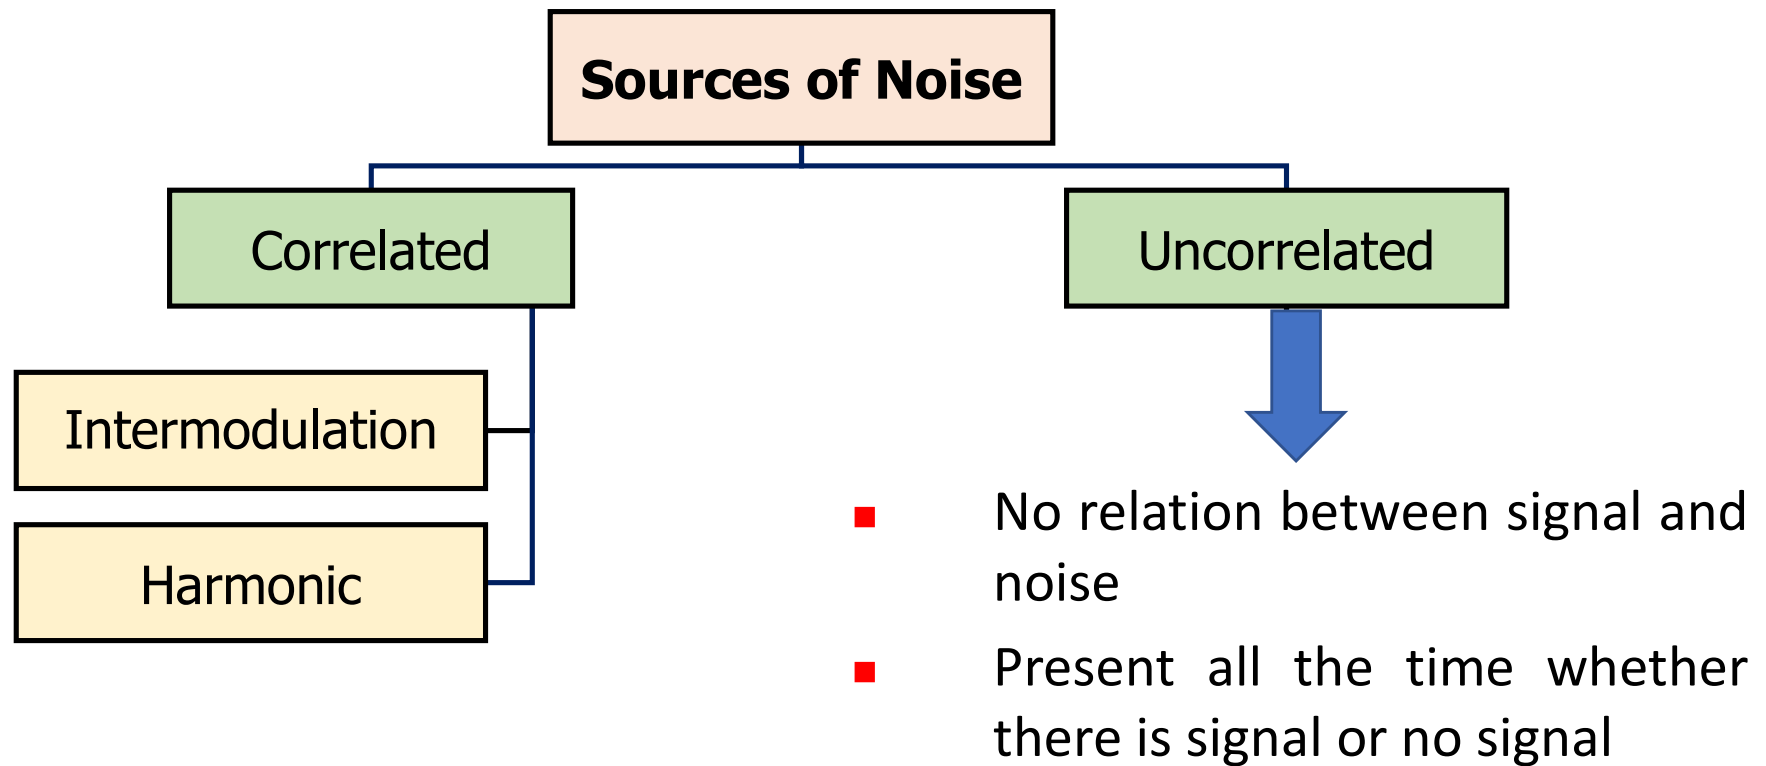 Sources of Noise
Correlated
Uncorrelated
Intermodulation
Harmonic
No relation between signal and
noise
Present all the time whether
there is signal or no signal